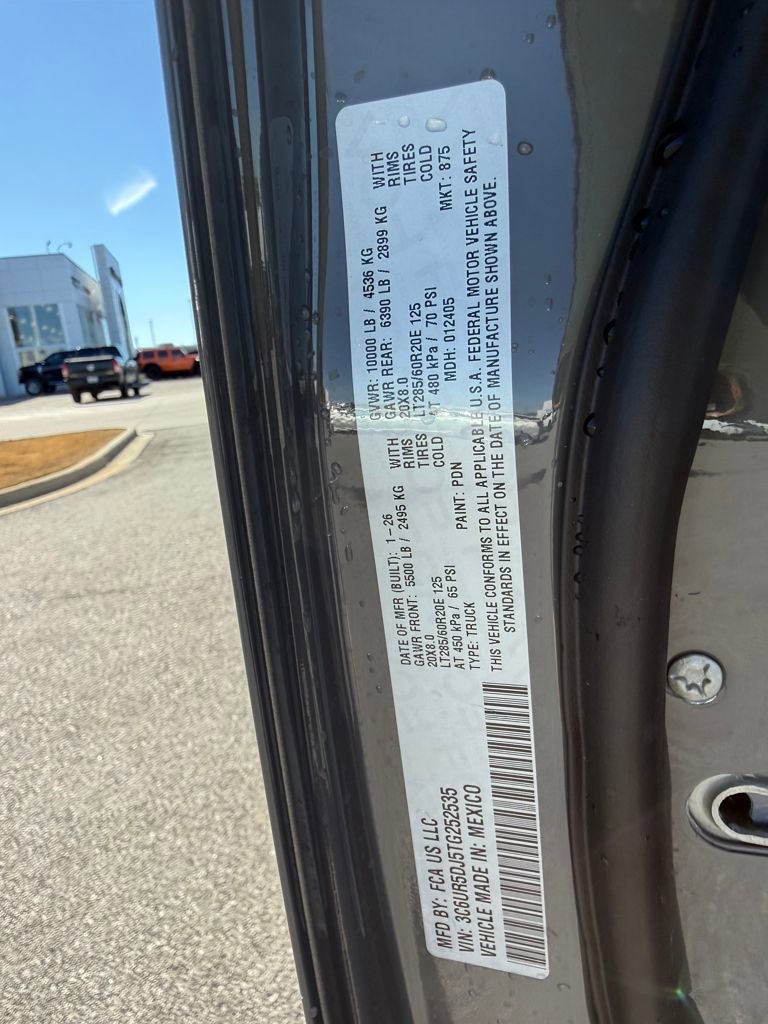 MFD BY: FCA US LLC
VIN: 3C6UR5DJ5TG252535
VEHICLE MADE IN: MEXICO
DATE OF MFR (BUILT): 1-26 GVWR: 10000 LB / 4536 KG
GAWR FRONT: 5500 LB / 2495 KG WITH GAWR REAR: 6390 LB / 2899 KG WITH
20X8.0 RIMS 20X8.0 RIMS
LT285/60R20E 125 TIRES LT285/60R20E 125 TIRES
AT 450 kPa / 65 PSI COLD AT 480 kPa / 70 PSI COLD
TYPE: TRUCK PAINT: PDN MDH: 012405 MKT: 875
THIS VEHICLE CONFORMS TO ALL APPLICABLE U.S.A. FEDERAL MOTOR VEHICLE SAFETY
STANDARDS IN EFFECT ON THE DATE OF MANUFACTURE SHOWN ABOVE.